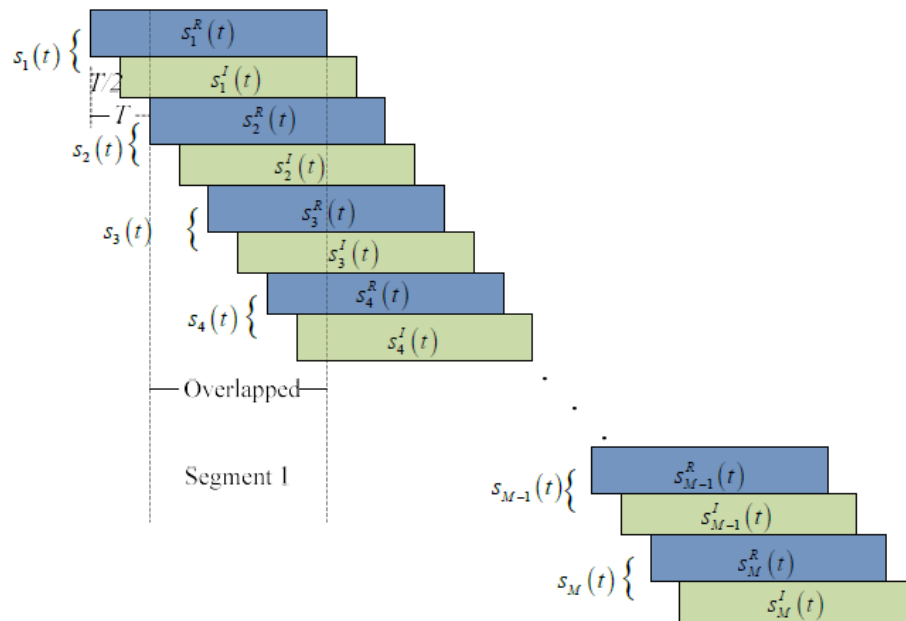 s_1^R(t)
s_1(t) {
T/2
s_1^I(t)
T
s_2^R(t)
s_2(t) {
s_2^I(t)
s_3^R(t)
s_3(t) {
s_3^I(t)
s_4^R(t)
s_4(t) {
s_4^I(t)
Overlapped
Segment 1
s_{M-1}^R(t)
s_{M-1}(t) {
s_{M-1}^I(t)
s_M^R(t)
s_M(t) {
s_M^I(t)